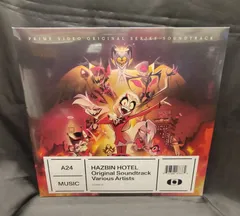 A PRIME VIDEO ORIGINAL SERIES SOUNDTRACK
A24
MUSIC
HAZBIN HOTEL
Original Soundtrack
Various Artists